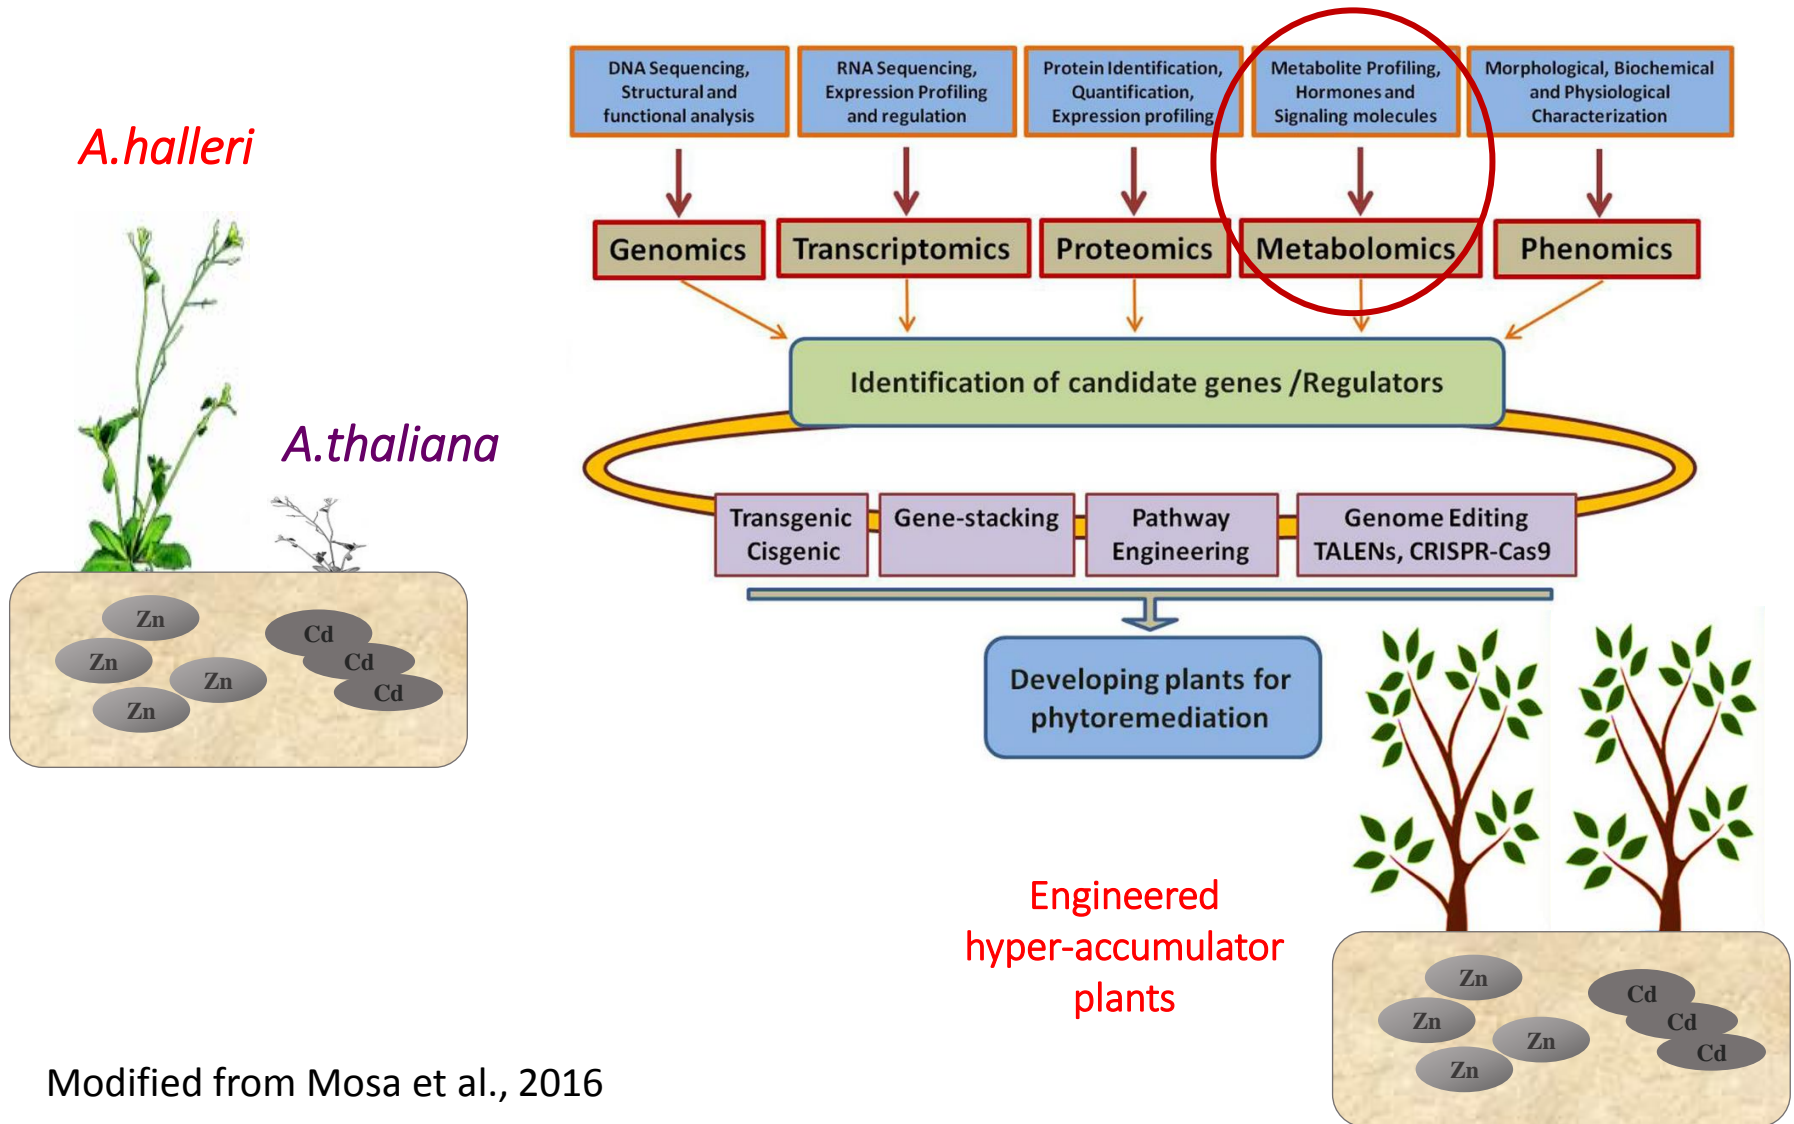 A.halleri
A.thaliana
Zn
Zn
Zn
Zn
Cd
Cd
Cd
DNA Sequencing,
Structural and
functional analysis
RNA Sequencing,
Expression Profiling
and regulation
Protein Identification,
Quantification,
Expression profiling
Metabolite Profiling,
Hormones and
Signaling molecules
Morphological, Biochemical
and Physiological
Characterization
Genomics
Transcriptomics
Proteomics
Metabolomics
Phenomics
Identification of candidate genes /Regulators
Transgenic
Cisgenic
Gene-stacking
Pathway
Engineering
Genome Editing
TALENs, CRISPR-Cas9
Developing plants for
phytoremediation
Engineered
hyper-accumulator
plants
Zn
Zn
Zn
Zn
Cd
Cd
Cd
Modified from Mosa et al., 2016